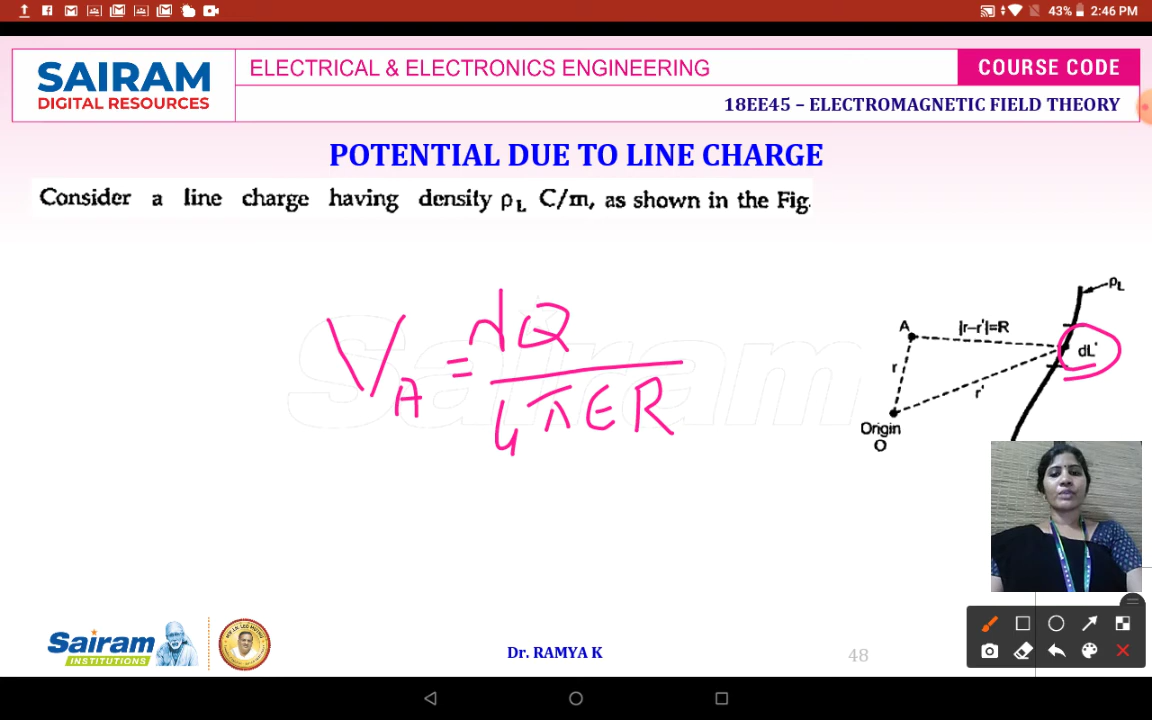 43% 2:46 PM
SAIRAM
DIGITAL RESOURCES
ELECTRICAL & ELECTRONICS ENGINEERING
COURSE CODE
18EE45 – ELECTROMAGNETIC FIELD THEORY
POTENTIAL DUE TO LINE CHARGE
Consider a line charge having density ρL C/m, as shown in the Fig.
VA = dQ / 4π∈R
ρL
A
|r–r'|=R
dL'
r
r'
Origin
O
Sairam
Sairam
INSTITUTIONS
Dr. RAMYA K
48